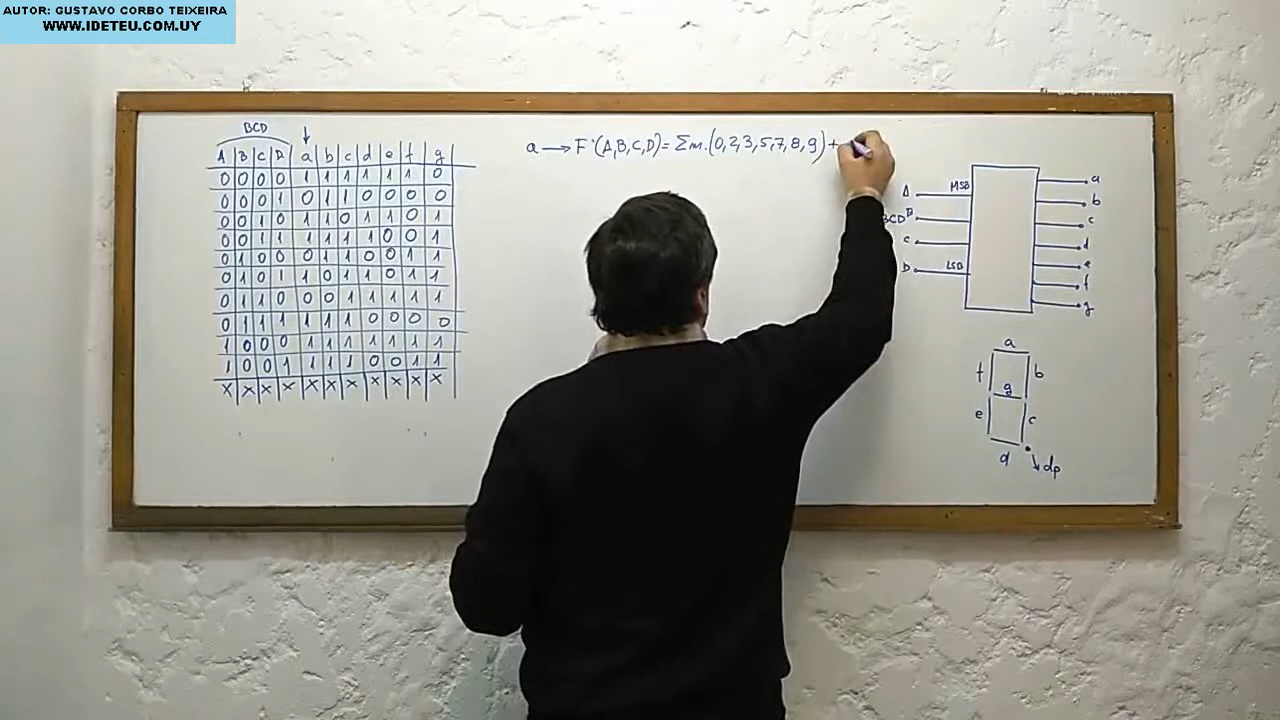 AUTOR: GUSTAVO CORBO TEIXEIRA
WWW.IDETEU.COM.UY
BCD
A B C D a b c d e f g
0 0 0 0 1 1 1 1 1 1 0
0 0 0 1 0 1 1 0 0 0 0
0 0 1 0 1 1 0 1 1 0 1
0 0 1 1 1 1 1 1 0 0 1
0 1 0 0 0 1 1 0 0 1 1
0 1 0 1 1 0 1 1 0 1 1
0 1 1 0 0 0 1 1 1 1 1
0 1 1 1 1 1 1 0 0 0 0
1 0 0 0 1 1 1 1 1 1 1
1 0 0 1 1 1 1 0 0 1 1
X X X X X X X X X X X
a → F'(A,B,C,D) = Σm.(0,2,3,5,7,8,9)+
A MSB
BCD B
c
D LSB
a
b
c
d
e
f
g
a
f b
g
e c
d
dp